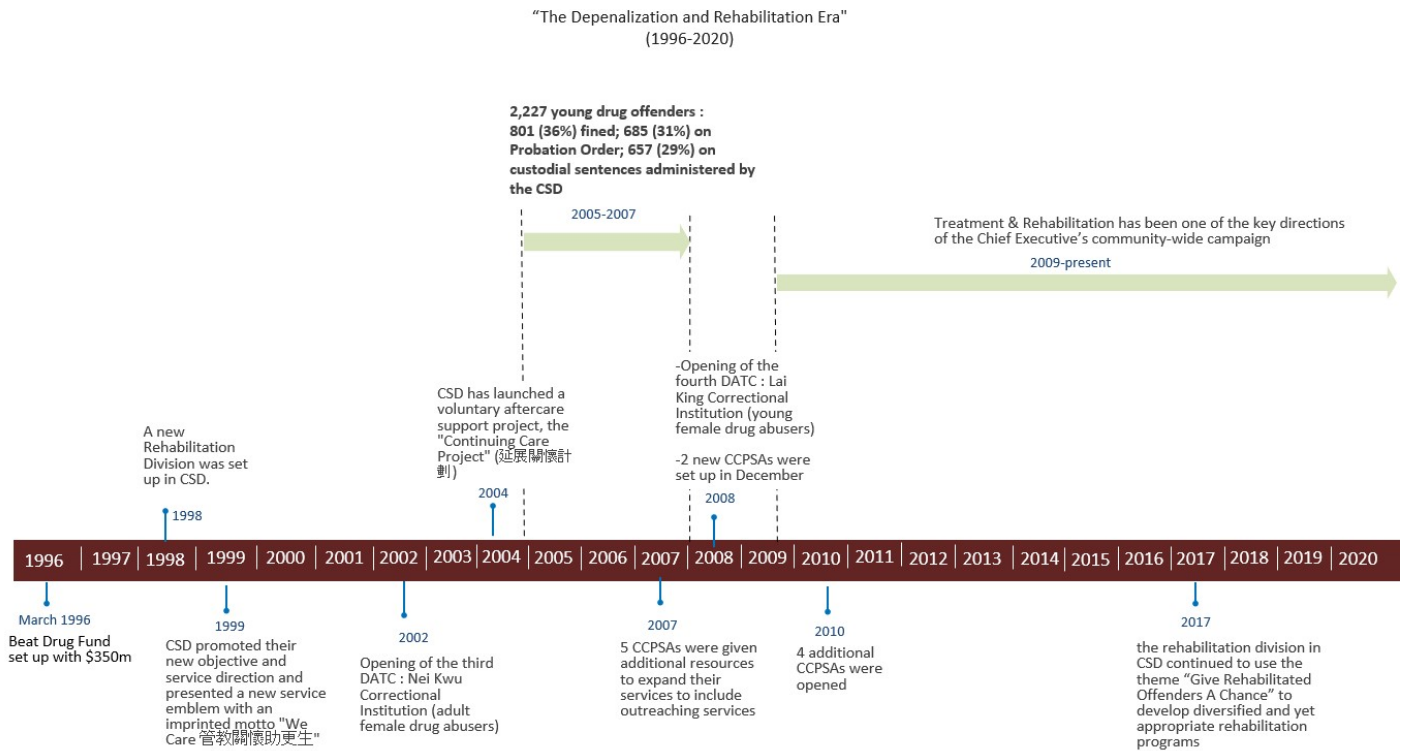 “The Depenalization and Rehabilitation Era"
(1996-2020)
2,227 young drug offenders :
801 (36%) fined; 685 (31%) on
Probation Order; 657 (29%) on
custodial sentences administered by
the CSD
2005-2007
Treatment & Rehabilitation has been one of the key directions
of the Chief Executive’s community-wide campaign
2009-present
A new
Rehabilitation
Division was set
up in CSD.
1998
CSD has launched a
voluntary aftercare
support project, the
"Continuing Care
Project" (延展關懷計
劃)
2004
-Opening of the
fourth DATC : Lai
King Correctional
Institution (young
female drug abusers)
-2 new CCPSAs were
set up in December
2008
1996 1997 1998 1999 2000 2001 2002 2003 2004 2005 2006 2007 2008 2009 2010 2011 2012 2013 2014 2015 2016 2017 2018 2019 2020
March 1996
Beat Drug Fund
set up with $350m
1999
CSD promoted their
new objective and
service direction and
presented a new service
emblem with an
imprinted motto "We
Care 管教關懷助更生"
2002
Opening of the third
DATC : Nei Kwu
Correctional
Institution (adult
female drug abusers)
2007
5 CCPSAs were given
additional resources
to expand their
services to include
outreaching services
2010
4 additional
CCPSAs were
opened
2017
the rehabilitation division in
CSD continued to use the
theme “Give Rehabilitated
Offenders A Chance” to
develop diversified and yet
appropriate rehabilitation
programs